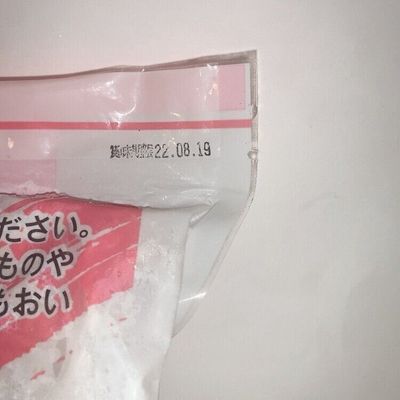 賞味期限22.08.19
ださい。
ものや
もおい